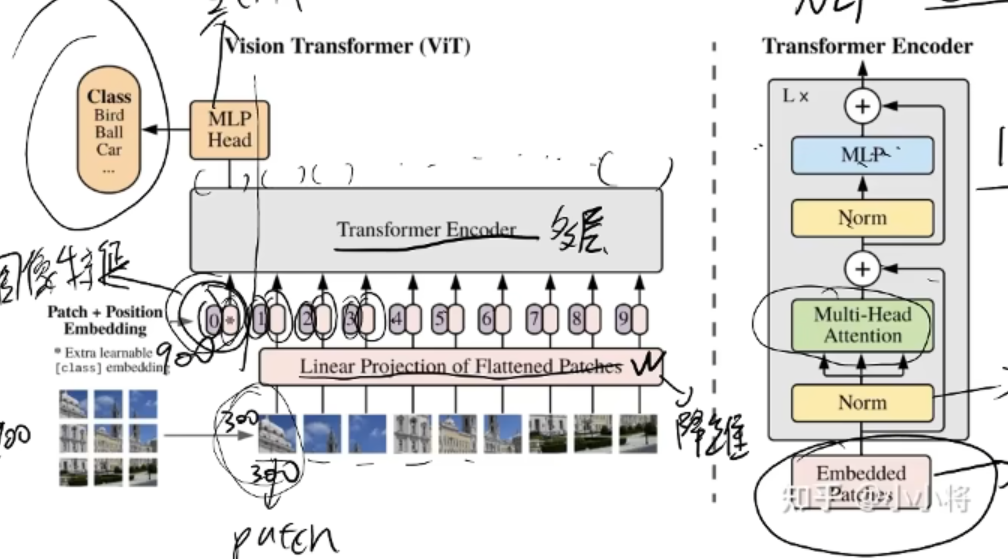 Vision Transformer (ViT)
Transformer Encoder
Class
Bird
Ball
Car
...
MLP
Head
Transformer Encoder
多层
图像特征
Patch + Position
Embedding
* Extra learnable
[class] embedding
900
0 * 1 2 3 4 5 6 7 8 9
Linear Projection of Flattened Patches
W
降维
300
300
patch
L x
+
MLP
Norm
+
Multi-Head
Attention
Norm
Embedded
Patches
知乎 @小小将